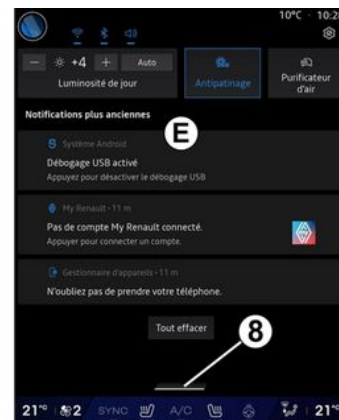 10°C 10:28
— +4 + Auto
Luminosité de jour
Antipatinage
Purificateur
d'air
Notifications plus anciennes
E
Système Android
Débogage USB activé
Appuyez pour désactiver le débogage USB
My Renault • 11 m
Pas de compte My Renault connecté.
Appuyer pour connecter un compte.
Gestionnaire d'appareils • 11 m
N'oubliez pas de prendre votre téléphone.
Tout effacer
8
21°C 2 SYNC A/C 21°C